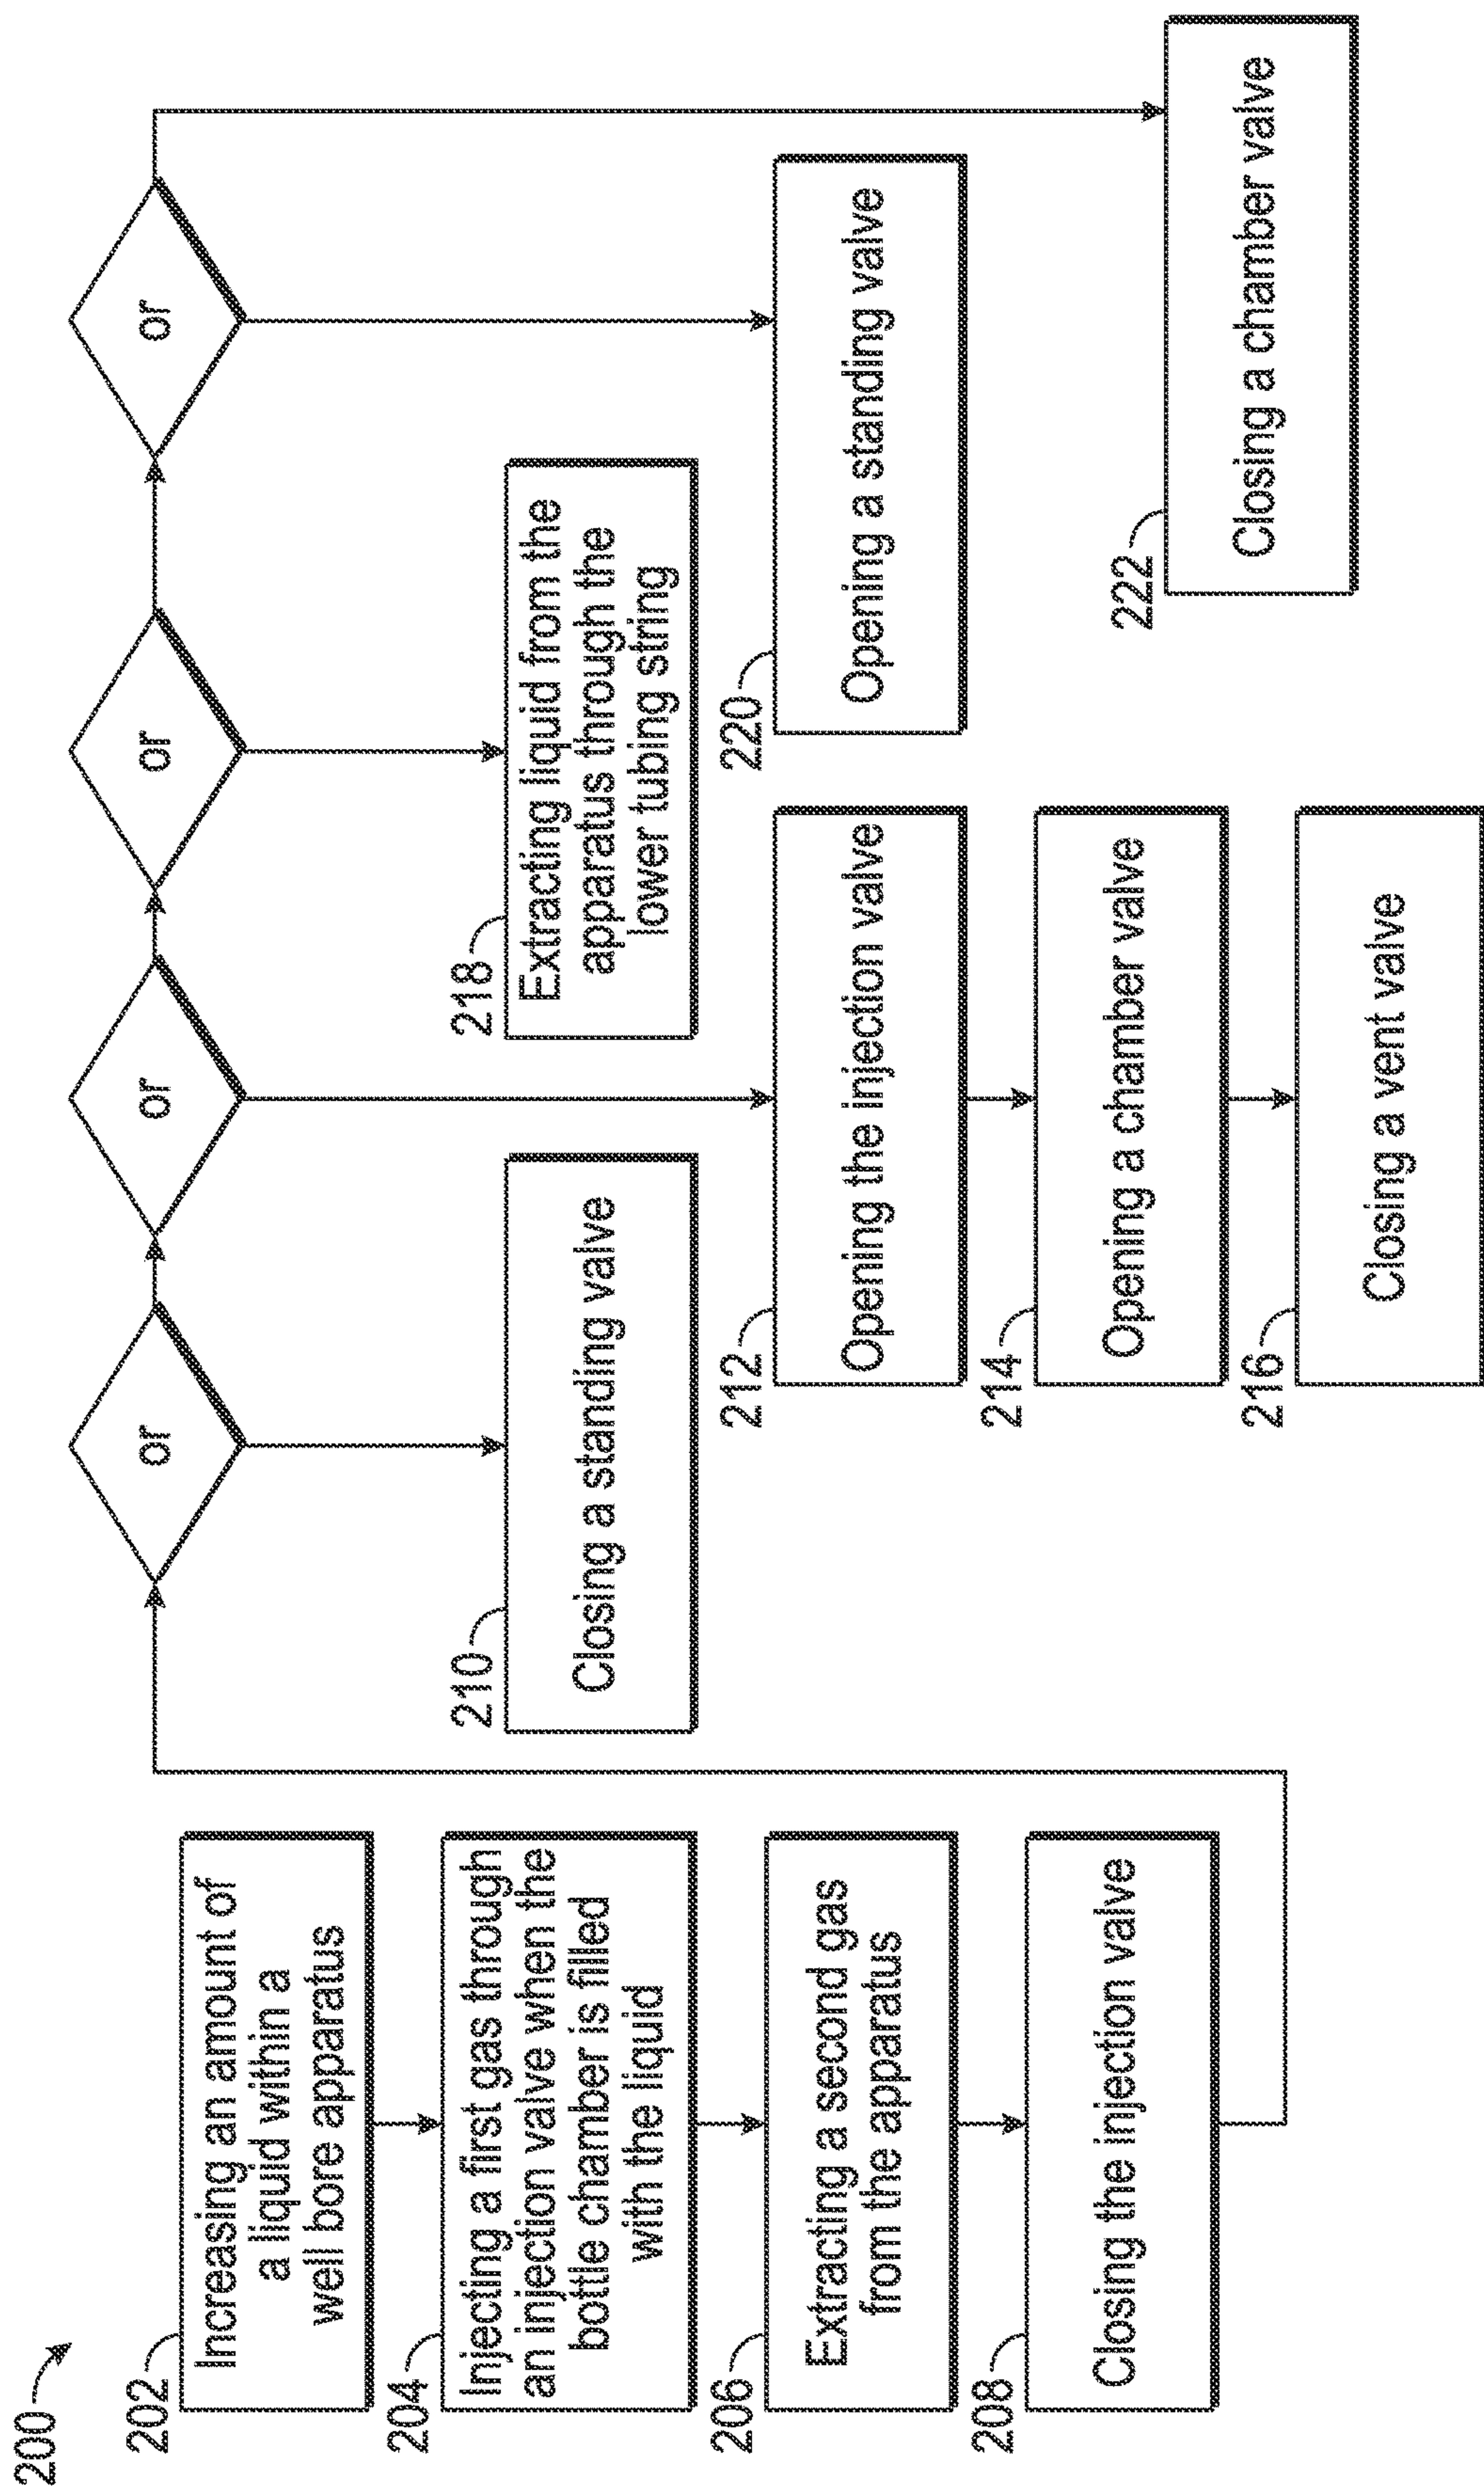 200
202
Increasing an amount of
a liquid within a
well bore apparatus
204
Injecting a first gas through
an injection valve when the
bottle chamber is filled
with the liquid
206
Extracting a second gas
from the apparatus
208
Closing the injection valve
or
210
Closing a standing valve
or
212
Opening the injection valve
214
Opening a chamber valve
216
Closing a vent valve
or
218
Extracting liquid from the
apparatus through the
lower tubing string
or
220
Opening a standing valve
222
Closing a chamber valve